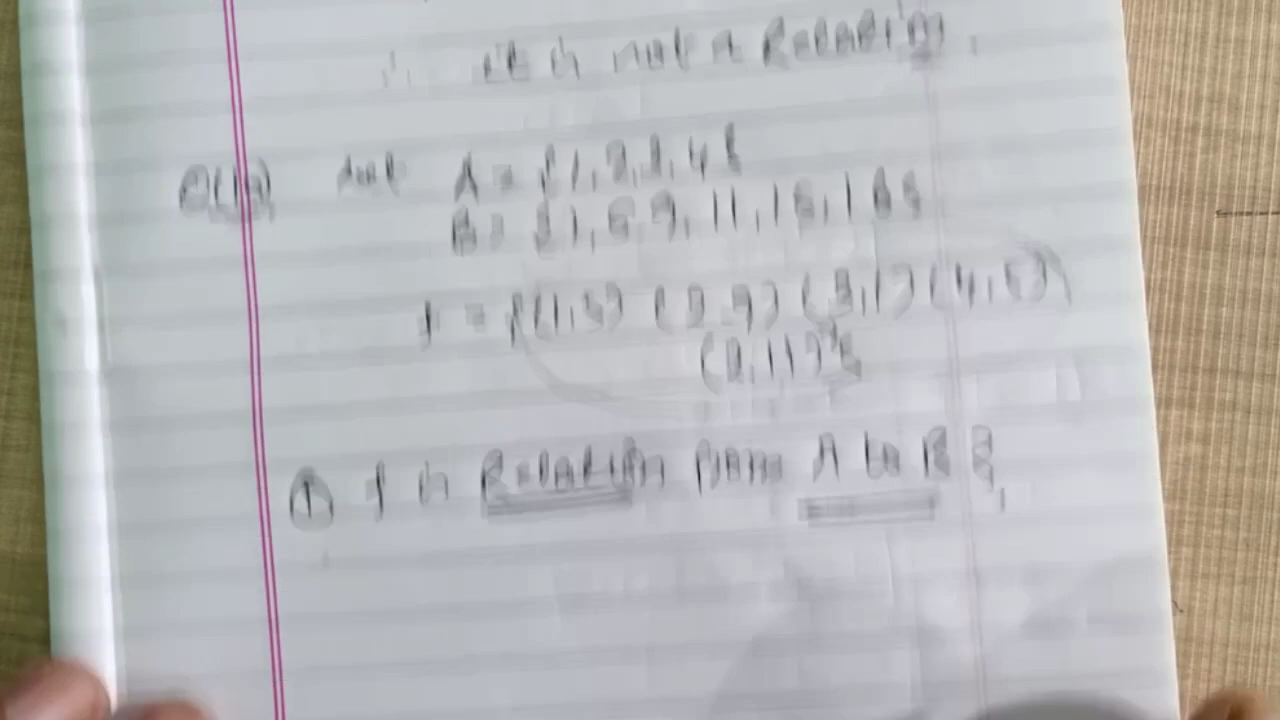 ∴ it is not a Relation.
Q(10) Let A = {1, 2, 3, 4}
B = {1, 5, 9, 11, 15, 16}
f = {(1,5) (2,9) (3,1) (4,5)
(2,11)}
① f is Relation from A to B ?